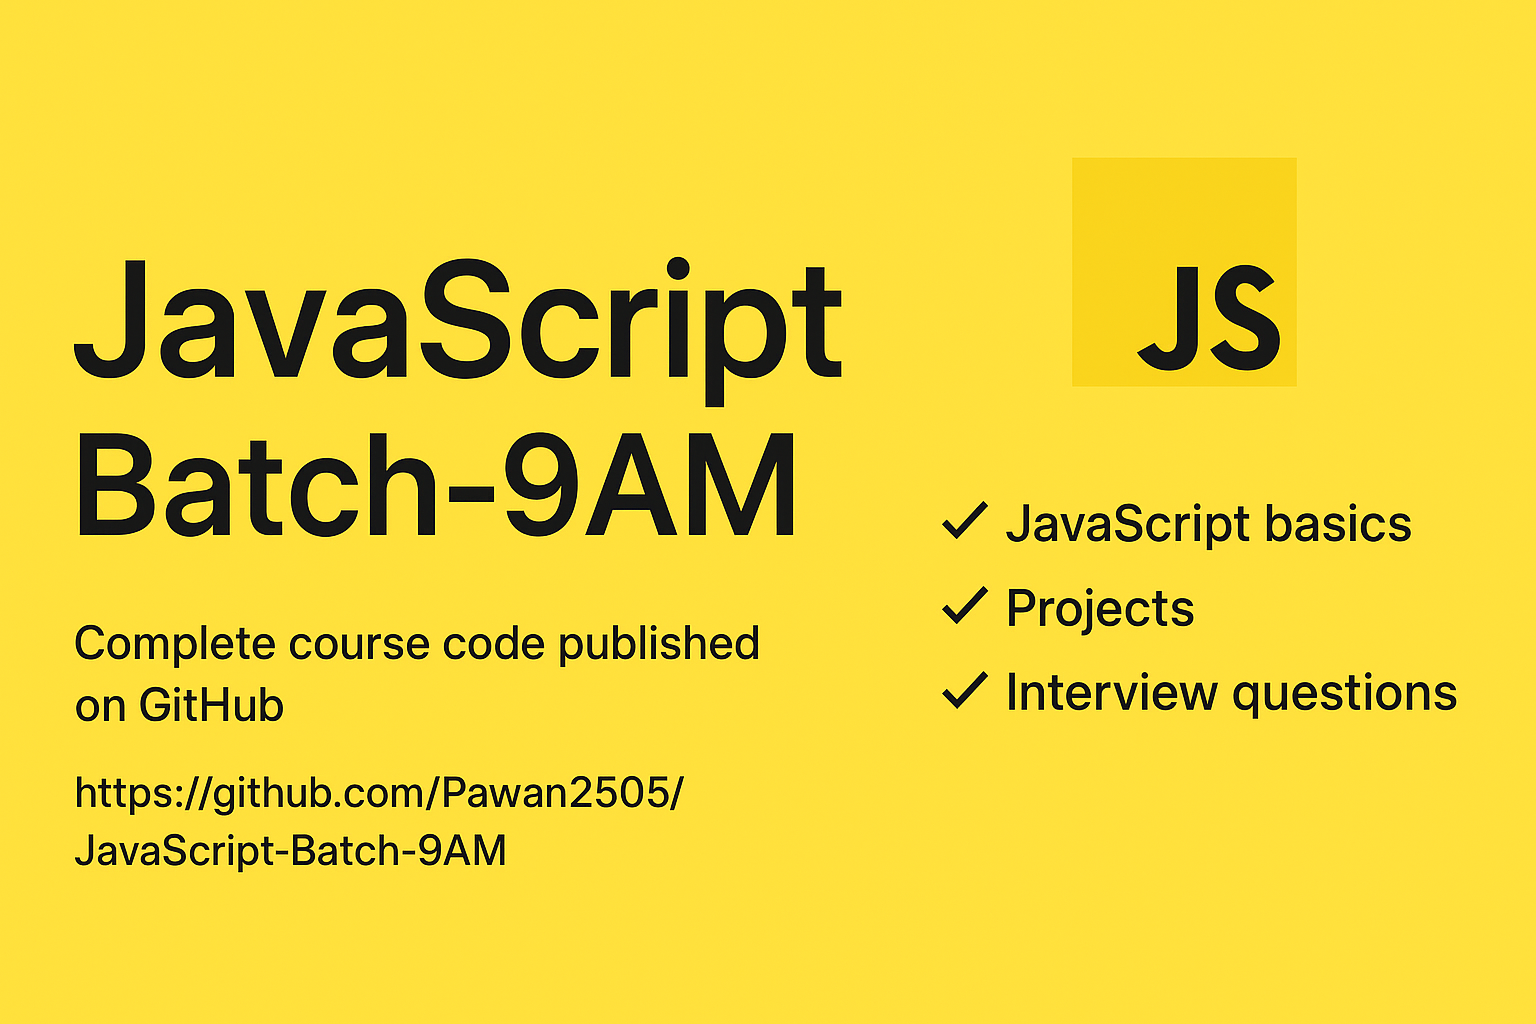 JavaScript
Batch-9AM
Complete course code published
on GitHub
https://github.com/Pawan2505/
JavaScript-Batch-9AM
JS
✓ JavaScript basics
✓ Projects
✓ Interview questions